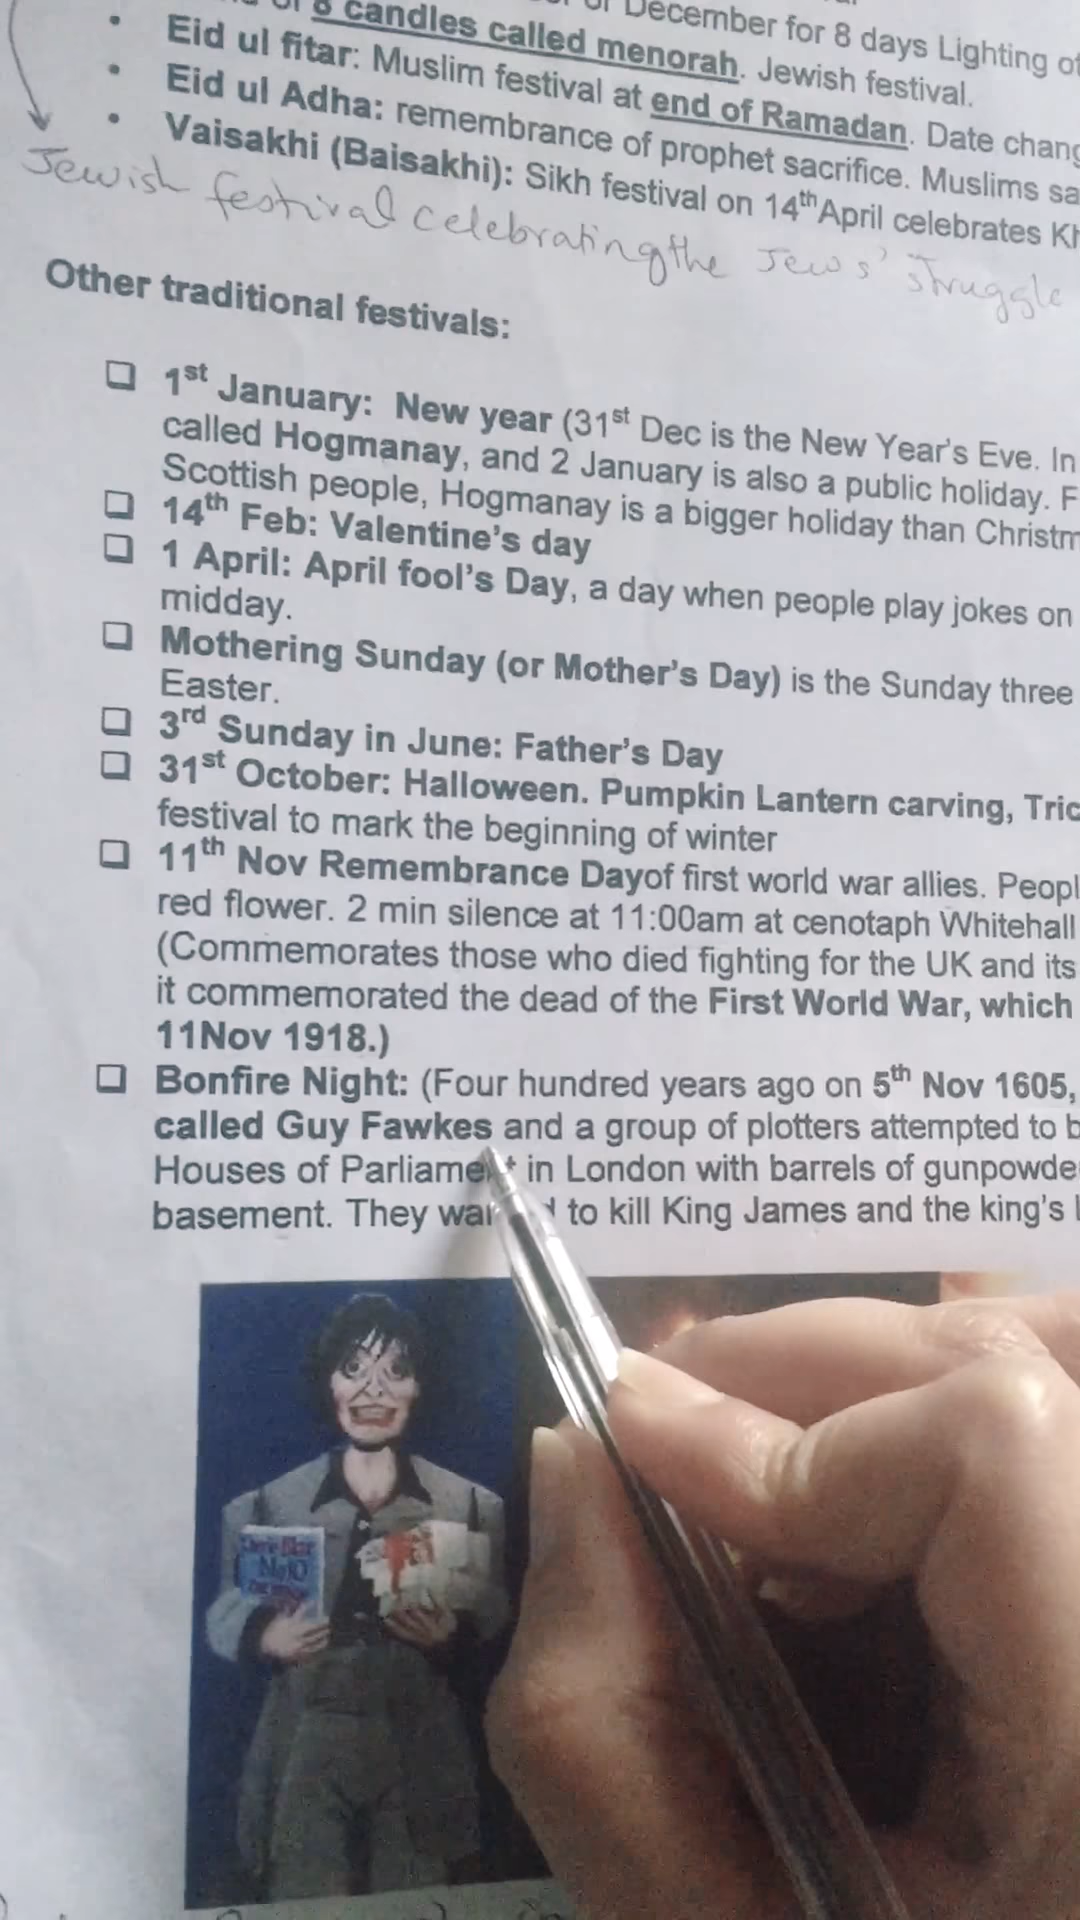 8 candles called menorah. Jewish festival.
December for 8 days Lighting of
Eid ul fitar: Muslim festival at end of Ramadan. Date chang
Eid ul Adha: remembrance of prophet sacrifice. Muslims sa
Vaisakhi (Baisakhi): Sikh festival on 14th April celebrates Kh
Jewish festival celebrating the Jews' struggle
Other traditional festivals:
1st January: New year (31st Dec is the New Year's Eve. In
called Hogmanay, and 2 January is also a public holiday. F
Scottish people, Hogmanay is a bigger holiday than Christm
14th Feb: Valentine's day
1 April: April fool's Day, a day when people play jokes on
midday.
Mothering Sunday (or Mother's Day) is the Sunday three
Easter.
3rd Sunday in June: Father's Day
31st October: Halloween. Pumpkin Lantern carving, Tric
festival to mark the beginning of winter
11th Nov Remembrance Dayof first world war allies. Peopl
red flower. 2 min silence at 11:00am at cenotaph Whitehall
(Commemorates those who died fighting for the UK and its
it commemorated the dead of the First World War, which
11Nov 1918.)
Bonfire Night: (Four hundred years ago on 5th Nov 1605,
called Guy Fawkes and a group of plotters attempted to b
Houses of Parliament in London with barrels of gunpowde
basement. They wan to kill King James and the king's l